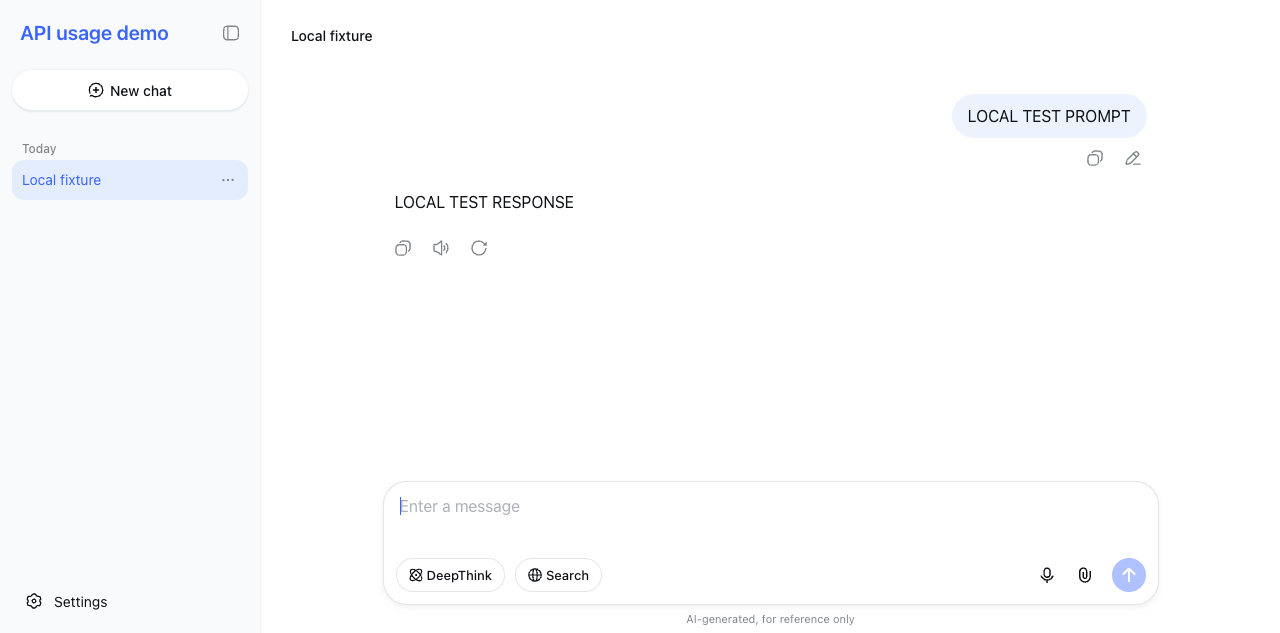 API usage demo
New chat
Today
Local fixture
Settings
Local fixture
LOCAL TEST PROMPT
LOCAL TEST RESPONSE
Enter a message
DeepThink
Search
AI-generated, for reference only